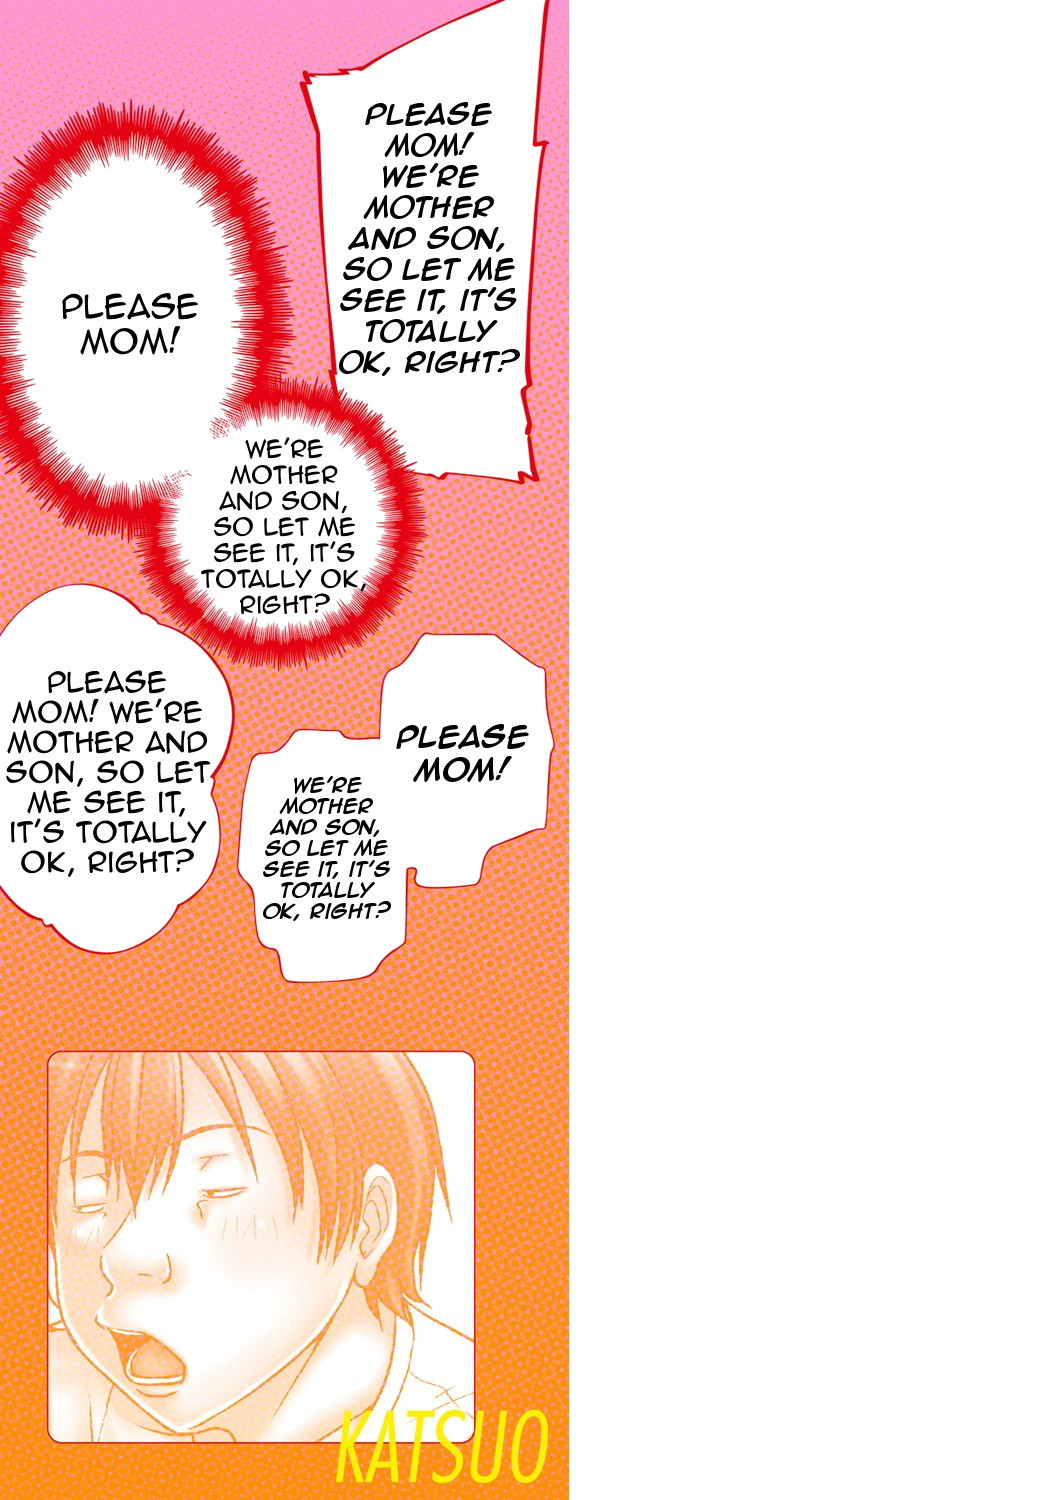 PLEASE
MOM!
WE'RE
MOTHER
AND SON,
SO LET ME
SEE IT, IT'S
TOTALLY
OK, RIGHT?
PLEASE
MOM!
WE'RE
MOTHER
AND SON,
SO LET ME
SEE IT, IT'S
TOTALLY OK,
RIGHT?
PLEASE
MOM!
WE'RE
MOTHER
AND SON,
SO LET ME
SEE IT, IT'S
TOTALLY
OK, RIGHT?
PLEASE
MOM! WE'RE
MOTHER AND
SON, SO LET
ME SEE IT,
IT'S TOTALLY
OK, RIGHT?
KATSUO